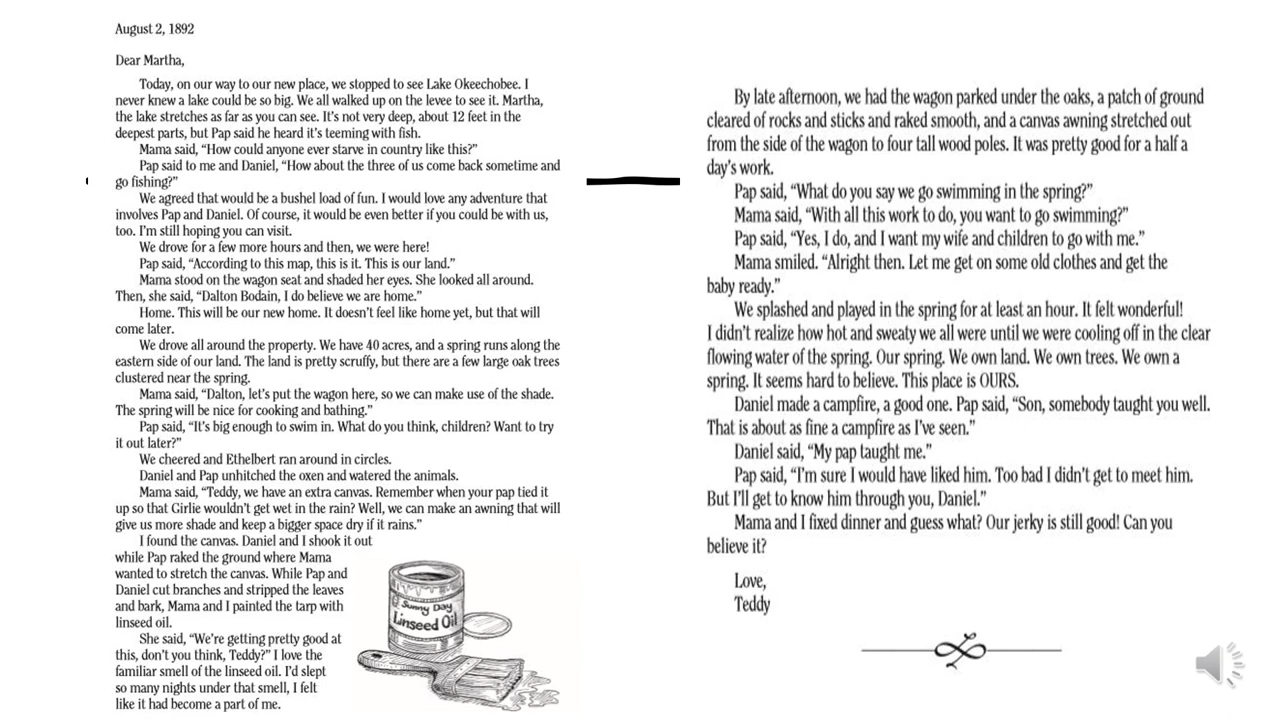 August 2, 1892
Dear Martha,
Today, on our way to our new place, we stopped to see Lake Okeechobee. I
never knew a lake could be so big. We all walked up on the levee to see it. Martha,
the lake stretches as far as you can see. It's not very deep, about 12 feet in the
deepest parts, but Pap said he heard it's teeming with fish.
Mama said, “How could anyone ever starve in country like this?”
Pap said to me and Daniel, “How about the three of us come back sometime and
go fishing?”
We agreed that would be a bushel load of fun. I would love any adventure that
involves Pap and Daniel. Of course, it would be even better if you could be with us,
too. I'm still hoping you can visit.
We drove for a few more hours and then, we were here!
Pap said, “According to this map, this is it. This is our land.”
Mama stood on the wagon seat and shaded her eyes. She looked all around.
Then, she said, “Dalton Bodain, I do believe we are home.”
Home. This will be our new home. It doesn't feel like home yet, but that will
come later.
We drove all around the property. We have 40 acres, and a spring runs along the
eastern side of our land. The land is pretty scruffy, but there are a few large oak trees
clustered near the spring.
Mama said, “Dalton, let's put the wagon here, so we can make use of the shade.
The spring will be nice for cooking and bathing.”
Pap said, “It's big enough to swim in. What do you think, children? Want to try
it out later?”
We cheered and Ethelbert ran around in circles.
Daniel and Pap unhitched the oxen and watered the animals.
Mama said, “Teddy, we have an extra canvas. Remember when your pap tied it
up so that Girlie wouldn't get wet in the rain? Well, we can make an awning that will
give us more shade and keep a bigger space dry if it rains.”
I found the canvas. Daniel and I shook it out
while Pap raked the ground where Mama
wanted to stretch the canvas. While Pap and
Daniel cut branches and stripped the leaves
and bark, Mama and I painted the tarp with
linseed oil.
She said, “We're getting pretty good at
this, don't you think, Teddy?” I love the
familiar smell of the linseed oil. I'd slept
so many nights under that smell, I felt
like it had become a part of me.
Sunny Day
Linseed Oil
By late afternoon, we had the wagon parked under the oaks, a patch of ground
cleared of rocks and sticks and raked smooth, and a canvas awning stretched out
from the side of the wagon to four tall wood poles. It was pretty good for a half a
day's work.
Pap said, “What do you say we go swimming in the spring?”
Mama said, “With all this work to do, you want to go swimming?”
Pap said, “Yes, I do, and I want my wife and children to go with me.”
Mama smiled. “Alright then. Let me get on some old clothes and get the
baby ready.”
We splashed and played in the spring for at least an hour. It felt wonderful!
I didn't realize how hot and sweaty we all were until we were cooling off in the clear
flowing water of the spring. Our spring. We own land. We own trees. We own a
spring. It seems hard to believe. This place is OURS.
Daniel made a campfire, a good one. Pap said, “Son, somebody taught you well.
That is about as fine a campfire as I've seen.”
Daniel said, “My pap taught me.”
Pap said, “I'm sure I would have liked him. Too bad I didn't get to meet him.
But I'll get to know him through you, Daniel.”
Mama and I fixed dinner and guess what? Our jerky is still good! Can you
believe it?
Love,
Teddy